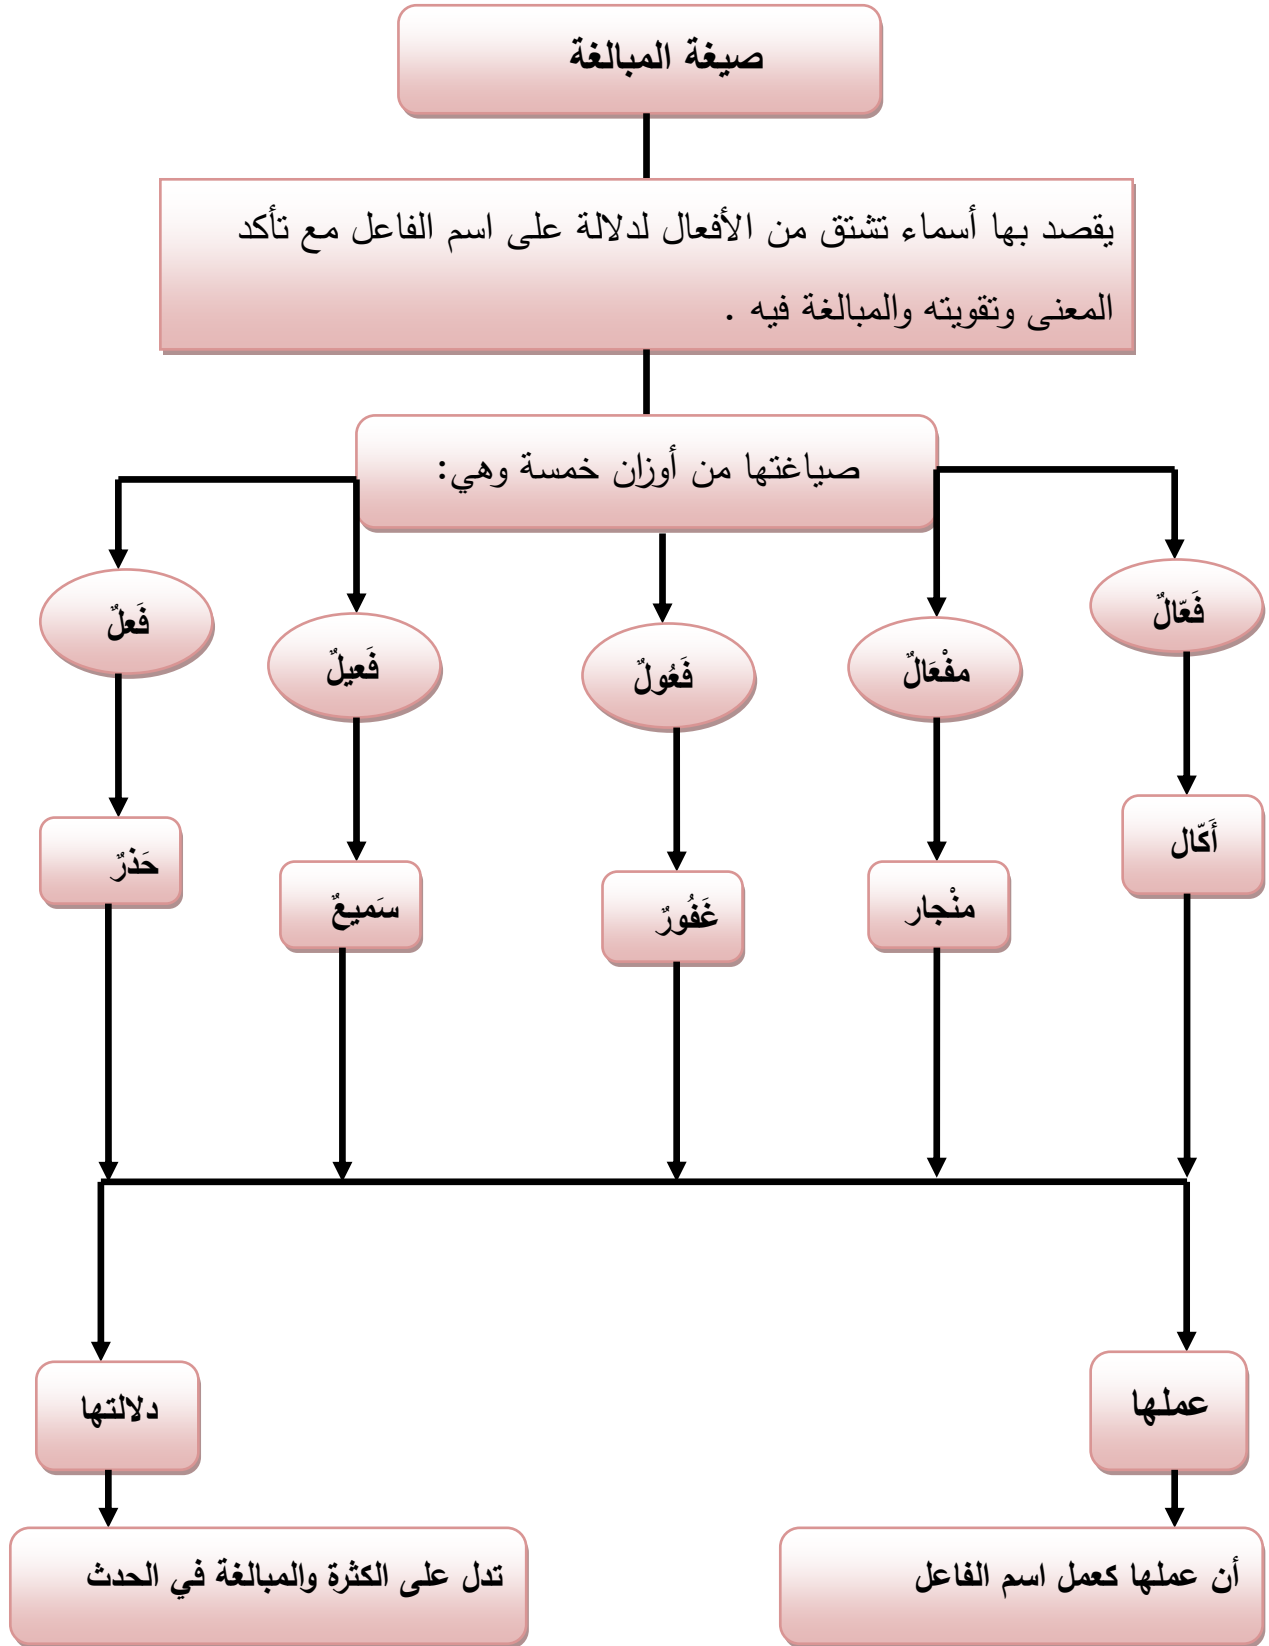 صيغة المبالغة
يقصد بها أسماء تشتق من الأفعال لدلالة على اسم الفاعل مع تأكد
المعنى وتقويته والمبالغة فيه .
صياغتها من أوزان خمسة وهي:
فَعّالٌ
مفْعَالٌ
فَعُولٌ
فَعيلٌ
فَعلٌ
أَكّال
منْجار
غَفُورٌ
سَميعٌ
حَذرٌ
عملها
دلالتها
أن عملها كعمل اسم الفاعل
تدل على الكثرة والمبالغة في الحدث